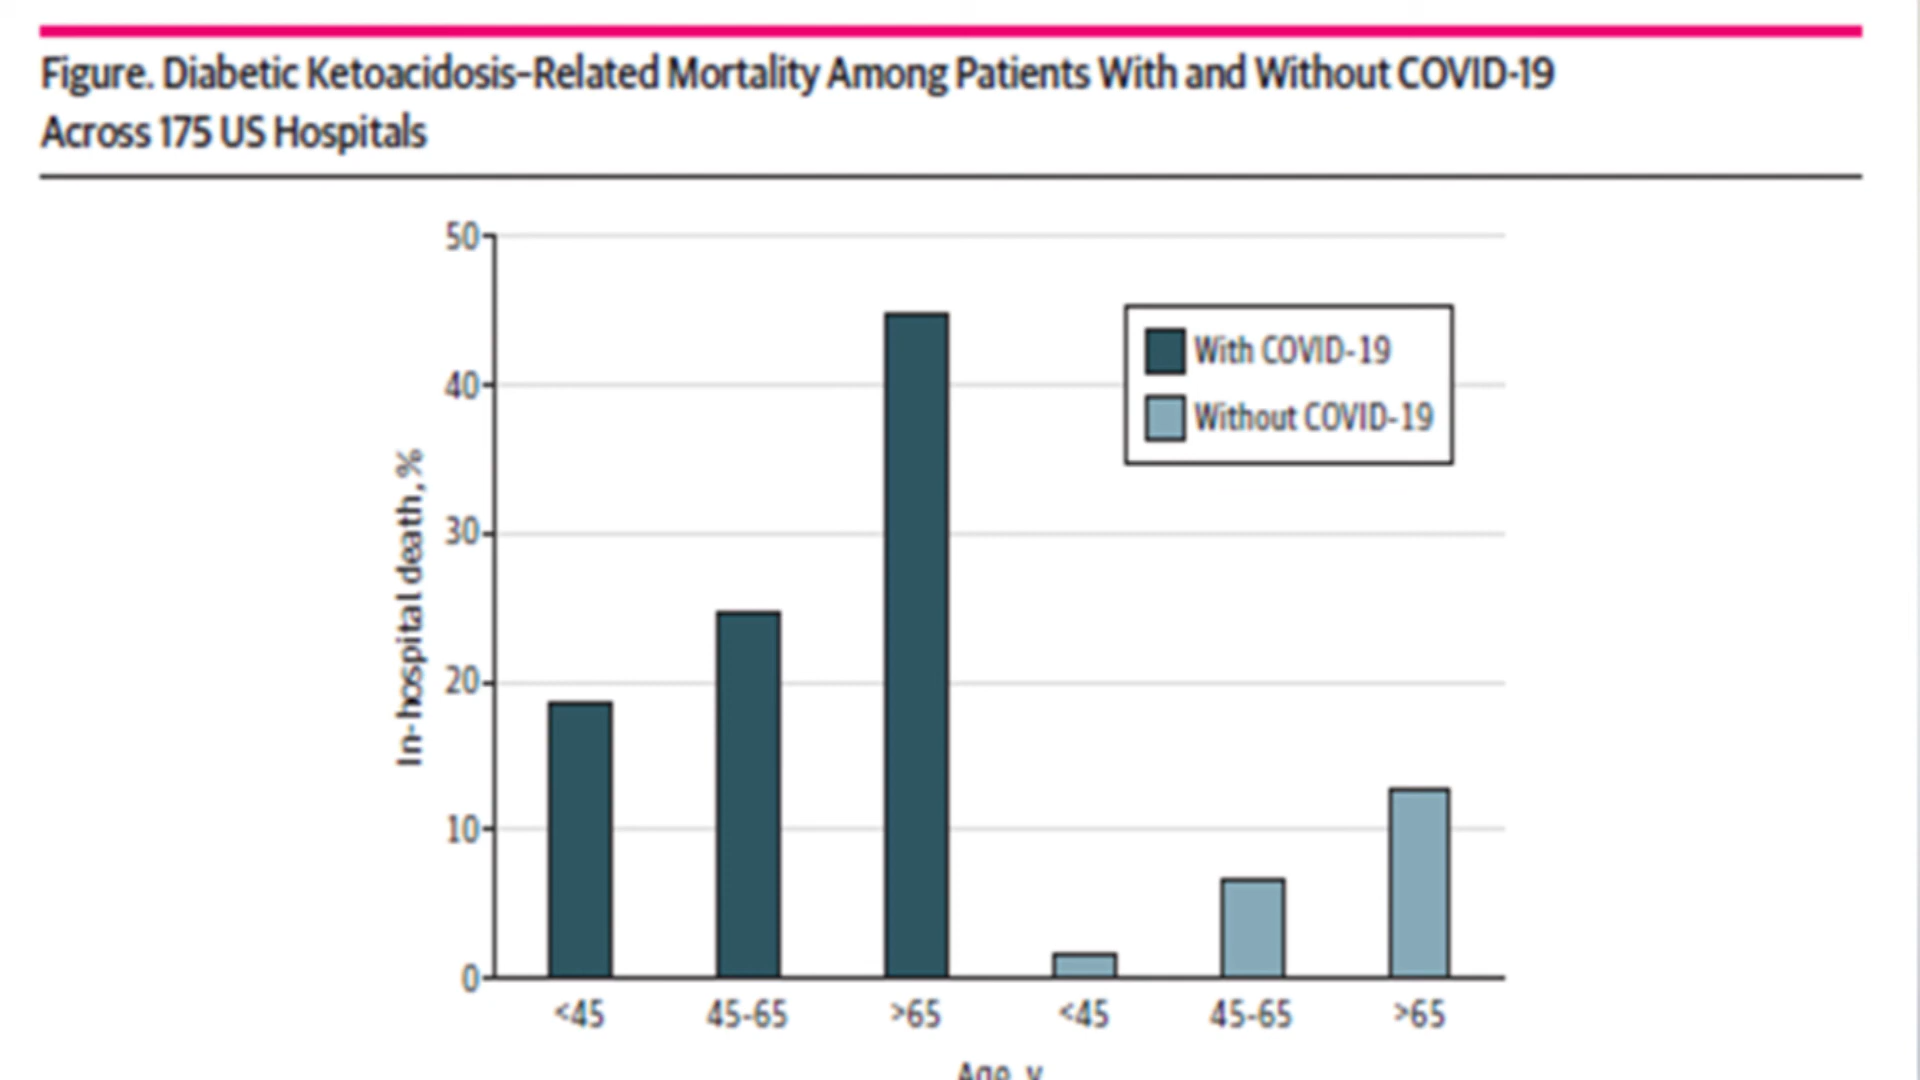 Figure. Diabetic Ketoacidosis–Related Mortality Among Patients With and Without COVID-19
Across 175 US Hospitals
50
40
30
20
10
0
In-hospital death, %
With COVID-19
Without COVID-19
<45 45-65 >65 <45 45-65 >65
Age, y